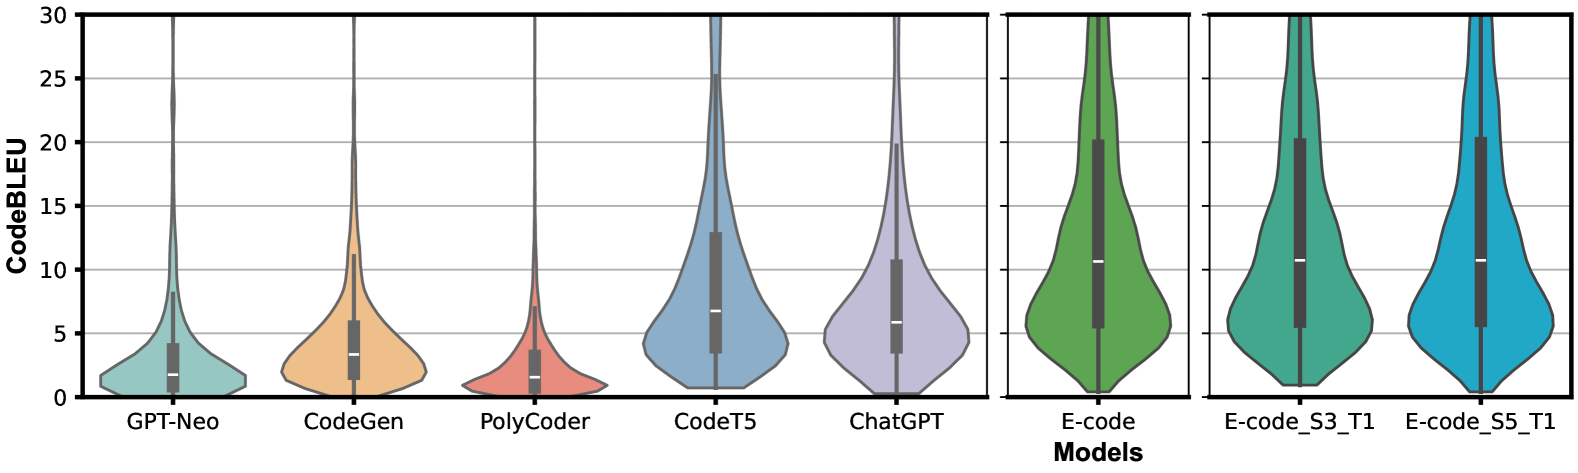 30
25
20
15
10
5
0
CodeBLEU
GPT-Neo
CodeGen
PolyCoder
CodeT5
ChatGPT
E-code
E-code_S3_T1
E-code_S5_T1
Models